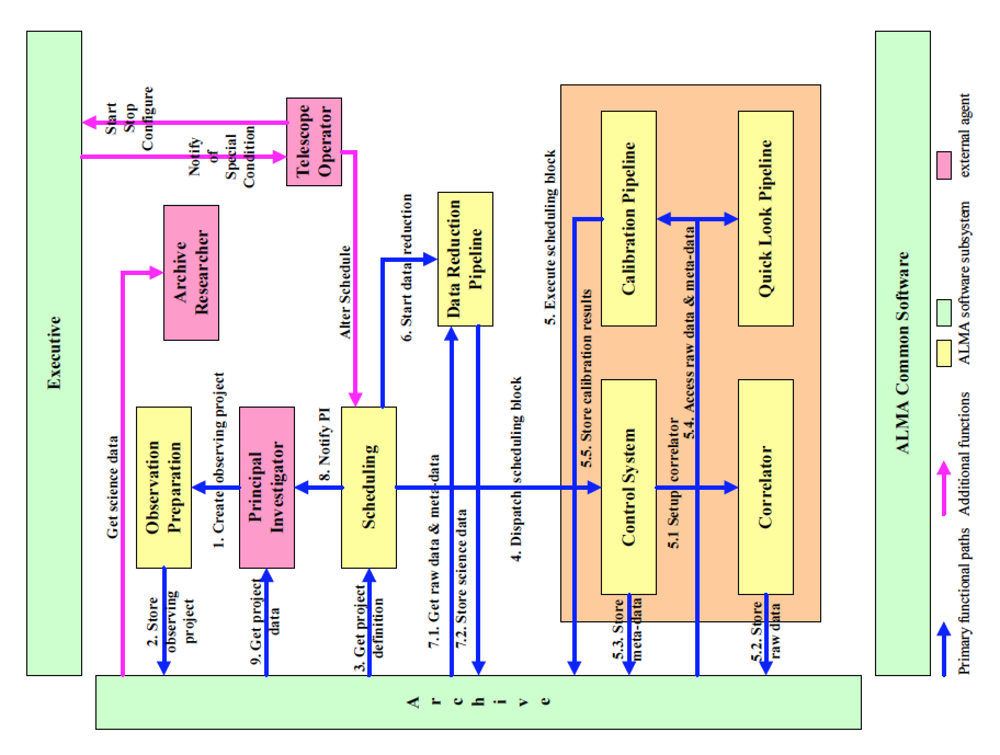 Executive
Start
Stop
Configure
Notify
of
Special
Condition
Telescope
Operator
Get science data
Archive
Researcher
Observation
Preparation
2. Store
observing
project
1. Create observing project
Principal
Investigator
9. Get project
data
8. Notify PI
Alter Schedule
Scheduling
3. Get project
definition
6. Start data reduction
Data Reduction
Pipeline
7.1. Get raw data & meta-data
7.2. Store science data
4. Dispatch scheduling block
5. Execute scheduling block
5.5. Store calibration results
Calibration Pipeline
Control System
5.3. Store
meta-data
5.1 Setup correlator
5.4. Access raw data & meta-data
Quick Look Pipeline
Correlator
5.2. Store
raw data
Archive
ALMA Common Software
Primary functional paths
Additional functions
ALMA software subsystem
external agent